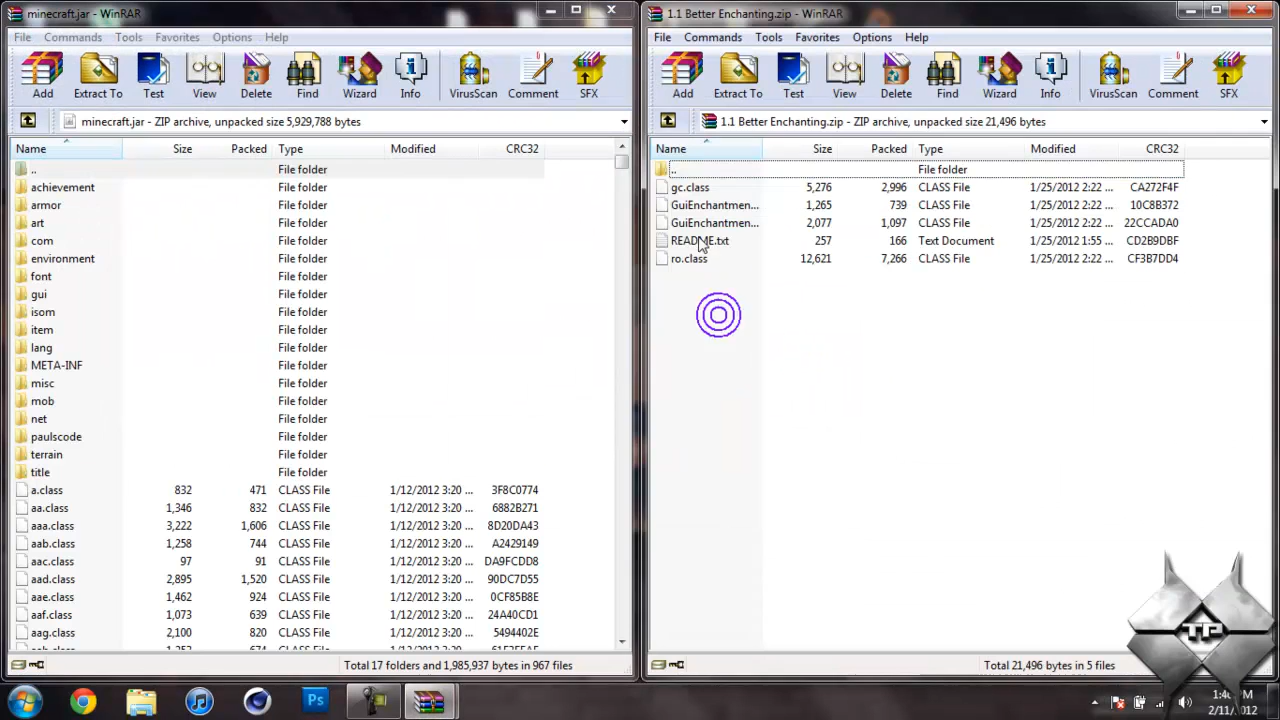 minecraft.jar - WinRAR
File Commands Tools Favorites Options Help
Add Extract To Test View Delete Find Wizard Info VirusScan Comment SFX
minecraft.jar - ZIP archive, unpacked size 5,929,788 bytes
Name Size Packed Type Modified CRC32
.. File folder
achievement File folder
armor File folder
art File folder
com File folder
environment File folder
font File folder
gui File folder
isom File folder
item File folder
lang File folder
META-INF File folder
misc File folder
mob File folder
net File folder
paulscode File folder
terrain File folder
title File folder
a.class 832 471 CLASS File 1/12/2012 3:20 ... 3F8C0774
aa.class 1,346 832 CLASS File 1/12/2012 3:20 ... 6882B271
aaa.class 3,222 1,606 CLASS File 1/12/2012 3:20 ... 8D20DA43
aab.class 1,258 744 CLASS File 1/12/2012 3:20 ... A2429149
aac.class 97 91 CLASS File 1/12/2012 3:20 ... DA9FCDD8
aad.class 2,895 1,520 CLASS File 1/12/2012 3:20 ... 90DC7D55
aae.class 1,462 924 CLASS File 1/12/2012 3:20 ... 0CF85B8E
aaf.class 1,073 639 CLASS File 1/12/2012 3:20 ... 24A40CD1
aag.class 2,100 820 CLASS File 1/12/2012 3:20 ... 5494402E
Total 17 folders and 1,985,937 bytes in 967 files
1.1 Better Enchanting.zip - WinRAR
File Commands Tools Favorites Options Help
Add Extract To Test View Delete Find Wizard Info VirusScan Comment SFX
1.1 Better Enchanting.zip - ZIP archive, unpacked size 21,496 bytes
Name Size Packed Type Modified CRC32
.. File folder
gc.class 5,276 2,996 CLASS File 1/25/2012 2:22 ... CA272F4F
GuiEnchantmen... 1,265 739 CLASS File 1/25/2012 2:22 ... 10C8B372
GuiEnchantmen... 2,077 1,097 CLASS File 1/25/2012 2:22 ... 22CCADA0
README.txt 257 166 Text Document 1/25/2012 1:55 ... CD2B9DBF
ro.class 12,621 7,266 CLASS File 1/25/2012 2:22 ... CF3B7DD4
Total 21,496 bytes in 5 files
TP
Ps
2/11/2012